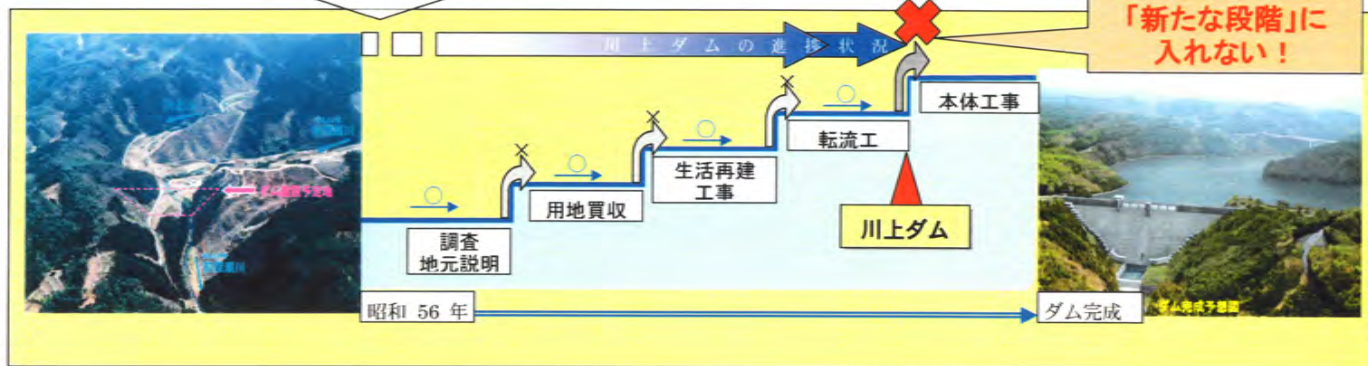 「新たな段階」に
入れない！
川上ダムの進捗状況
本体工事
転流工
生活再建
工事
用地買収
調査
地元説明
川上ダム
昭和 56 年
ダム完成
ダム完成予想図